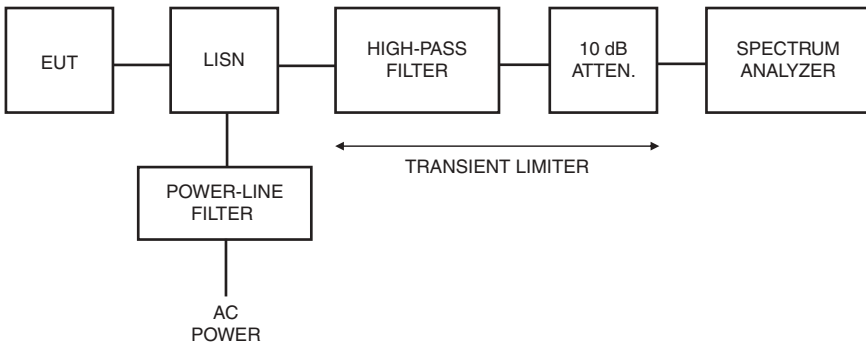 EUT
LISN
HIGH-PASS
FILTER
10 dB
ATTEN.
SPECTRUM
ANALYZER
TRANSIENT LIMITER
POWER-LINE
FILTER
AC
POWER